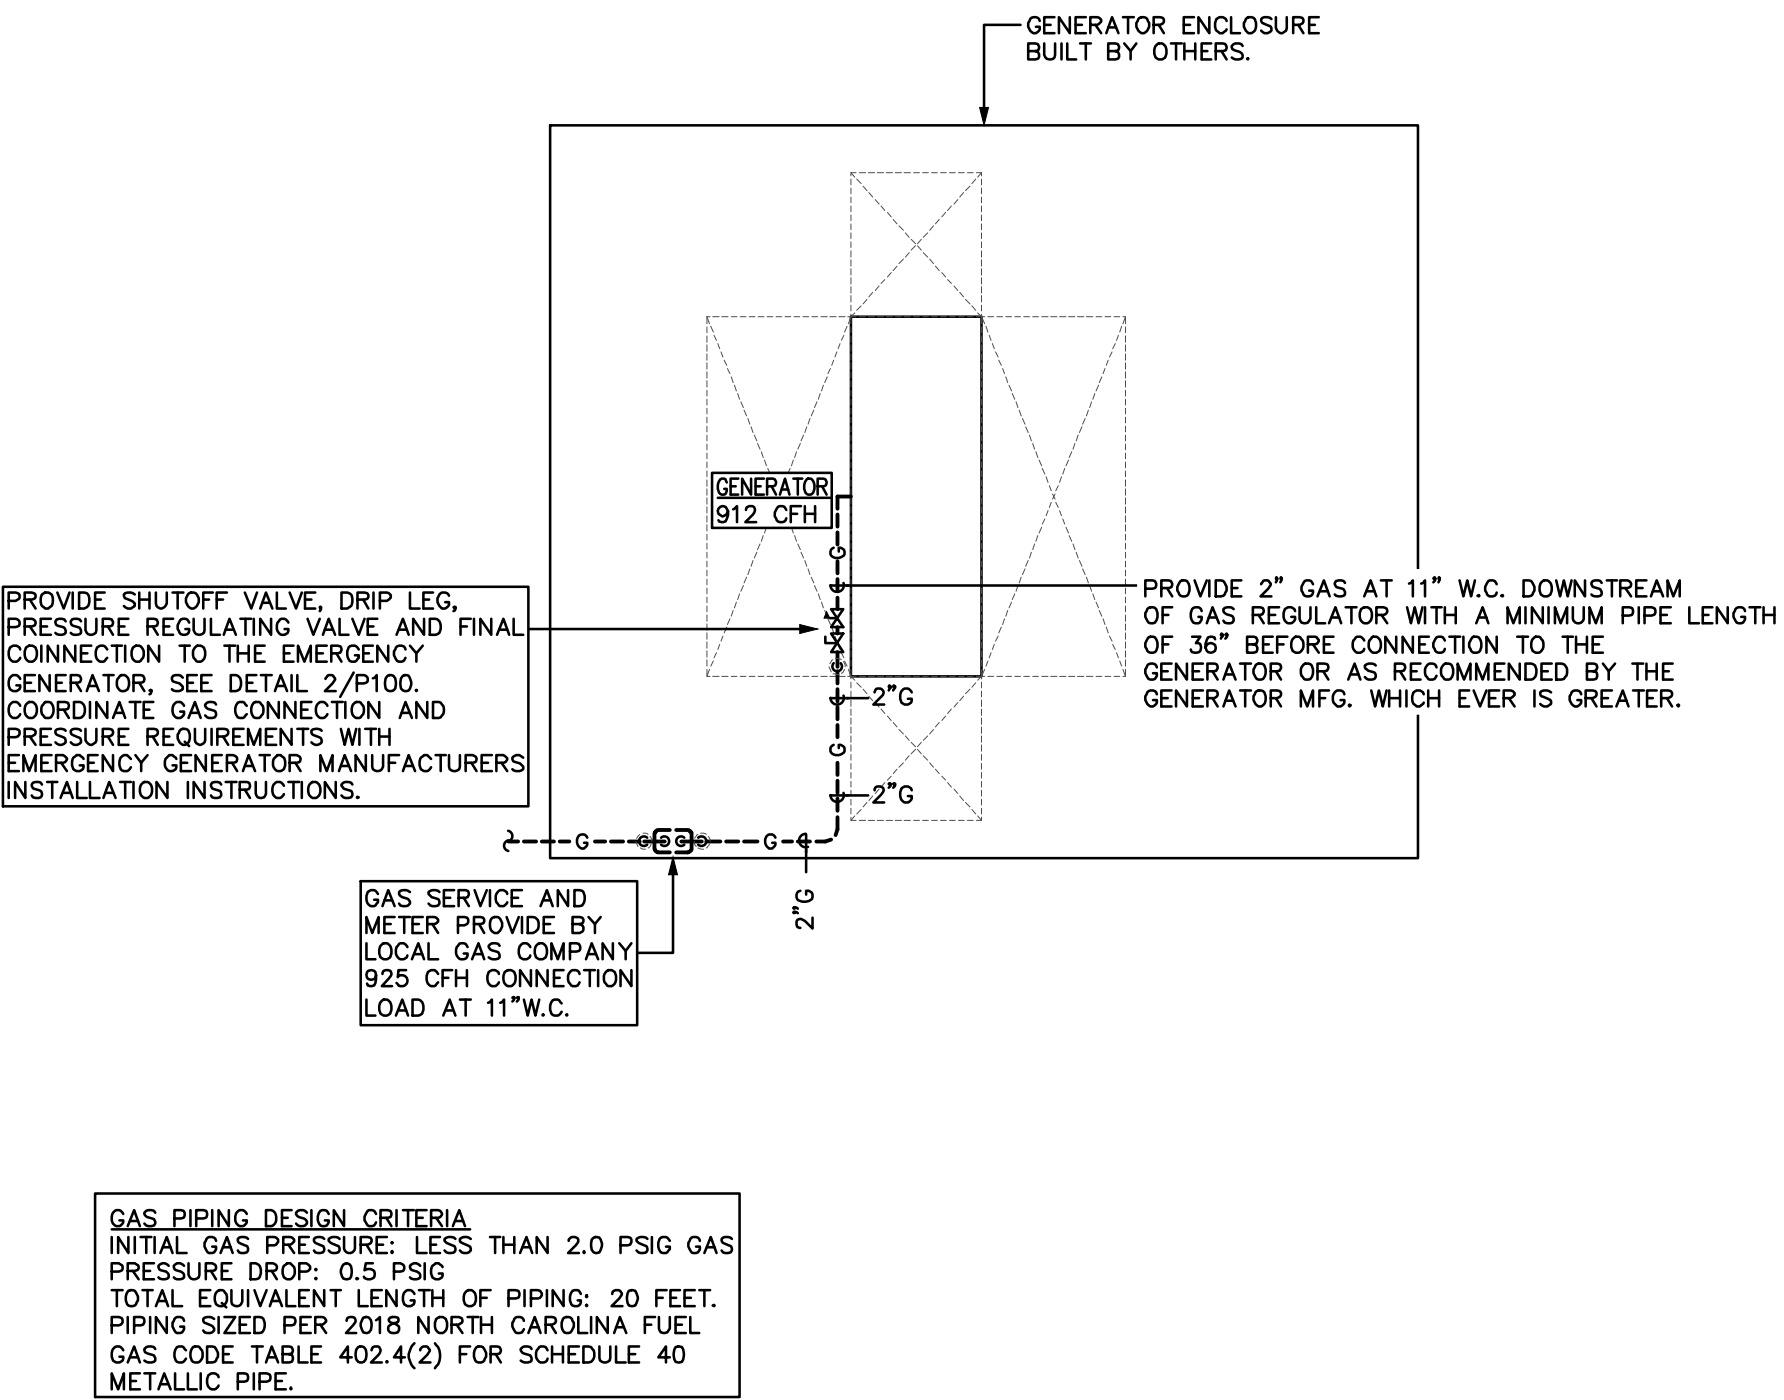 GENERATOR ENCLOSURE
BUILT BY OTHERS.
GENERATOR
912 CFH
G
PROVIDE SHUTOFF VALVE, DRIP LEG,
PRESSURE REGULATING VALVE AND FINAL
COINNECTION TO THE EMERGENCY
GENERATOR, SEE DETAIL 2/P100.
COORDINATE GAS CONNECTION AND
PRESSURE REQUIREMENTS WITH
EMERGENCY GENERATOR MANUFACTURERS
INSTALLATION INSTRUCTIONS.
PROVIDE 2" GAS AT 11" W.C. DOWNSTREAM
OF GAS REGULATOR WITH A MINIMUM PIPE LENGTH
OF 36" BEFORE CONNECTION TO THE
GENERATOR OR AS RECOMMENDED BY THE
GENERATOR MFG. WHICH EVER IS GREATER.
G
2"G
G
2"G
G
G
G
G
G
G
2"G
GAS SERVICE AND
METER PROVIDE BY
LOCAL GAS COMPANY
925 CFH CONNECTION
LOAD AT 11"W.C.
GAS PIPING DESIGN CRITERIA
INITIAL GAS PRESSURE: LESS THAN 2.0 PSIG GAS
PRESSURE DROP: 0.5 PSIG
TOTAL EQUIVALENT LENGTH OF PIPING: 20 FEET.
PIPING SIZED PER 2018 NORTH CAROLINA FUEL
GAS CODE TABLE 402.4(2) FOR SCHEDULE 40
METALLIC PIPE.